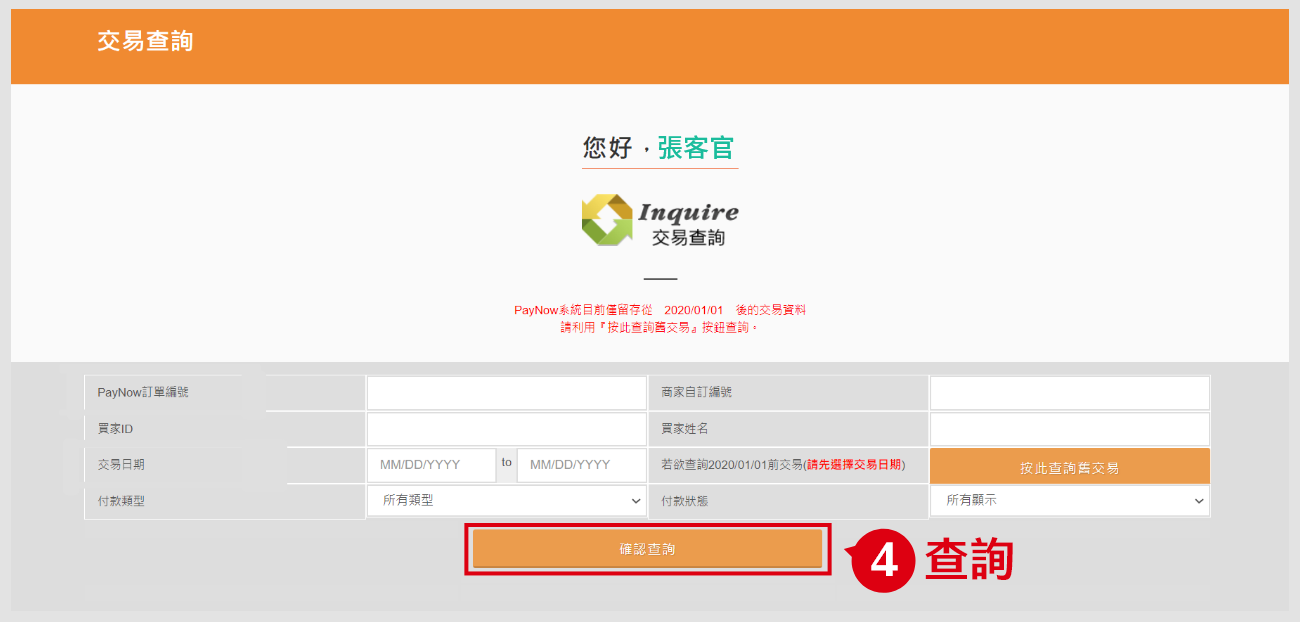 交易查詢
您好，張客官
Inquire
交易查詢
PayNow系統目前僅留存從 2020/01/01 後的交易資料
請利用『按此查詢舊交易』按鈕查詢。
PayNow訂單編號 商家自訂編號
買家ID 買家姓名
交易日期 MM/DD/YYYY to MM/DD/YYYY 若欲查詢2020/01/01前交易(請先選擇交易日期) 按此查詢舊交易
付款類型 所有類型 付款狀態 所有顯示
確認查詢 4 查詢